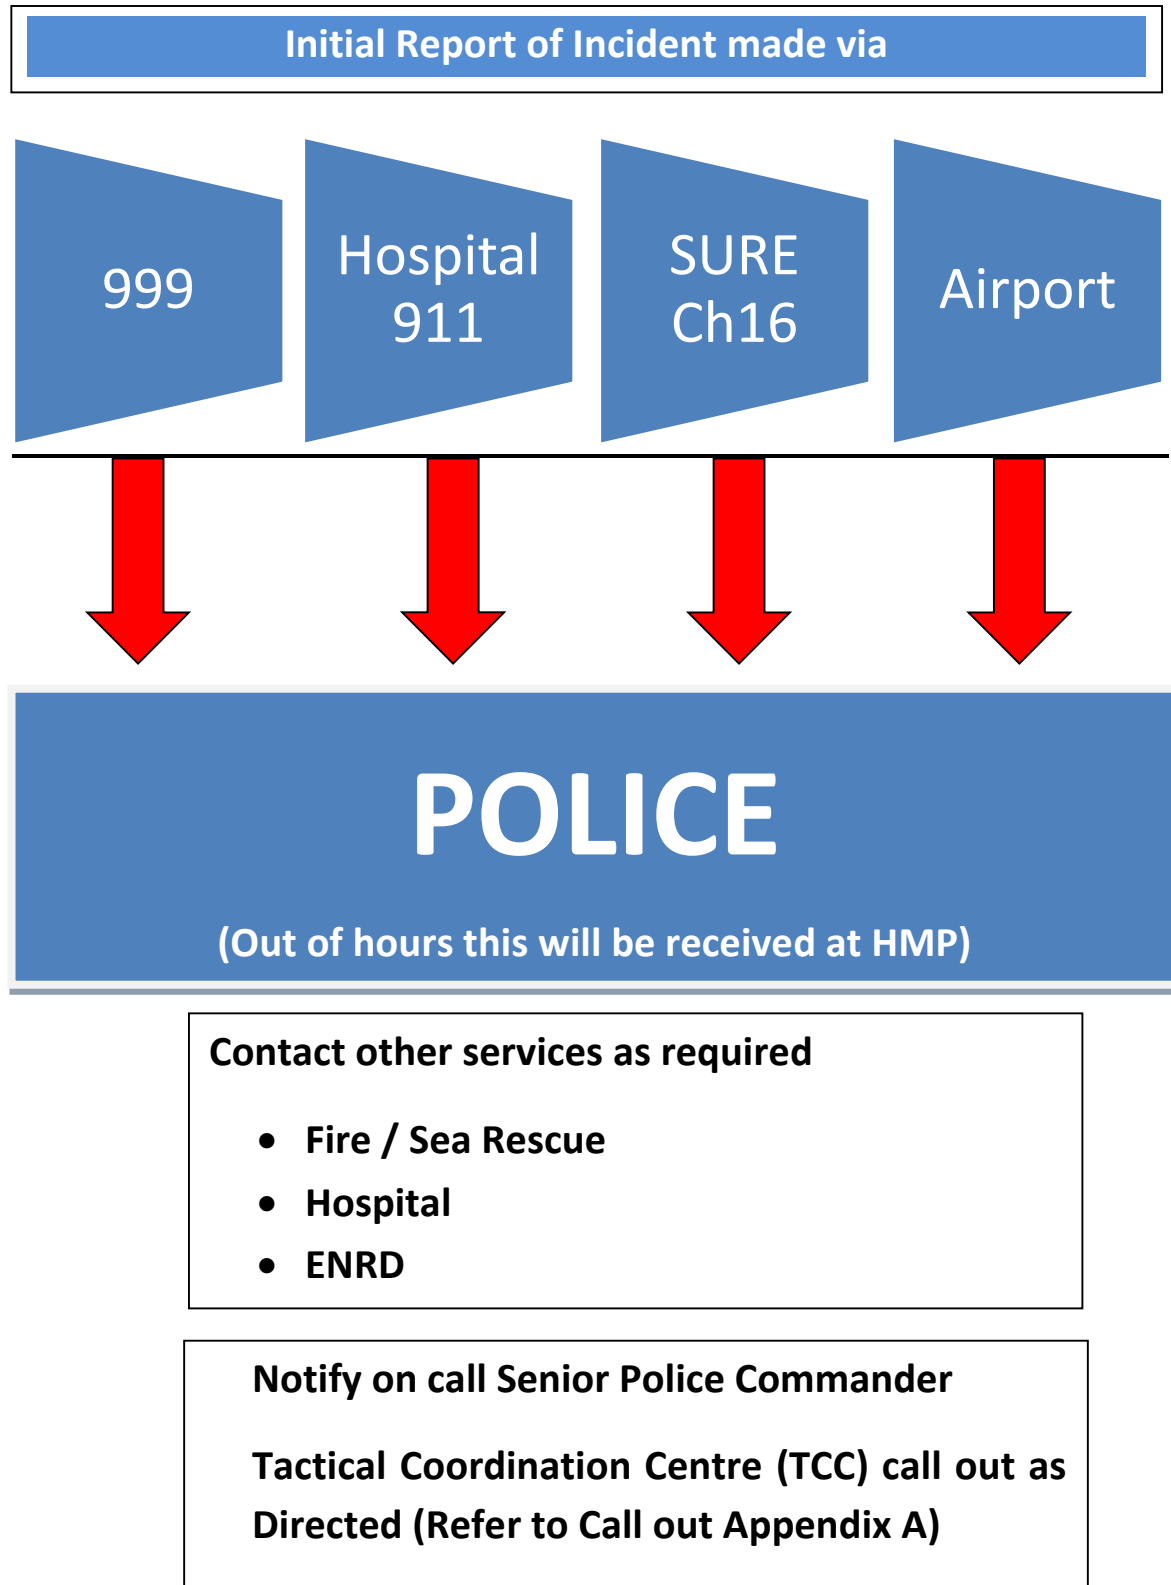 Initial Report of Incident made via
999
Hospital
911
SURE
Ch16
Airport
POLICE
(Out of hours this will be received at HMP)
Contact other services as required
• Fire / Sea Rescue
• Hospital
• ENRD
Notify on call Senior Police Commander
Tactical Coordination Centre (TCC) call out as
Directed (Refer to Call out Appendix A)